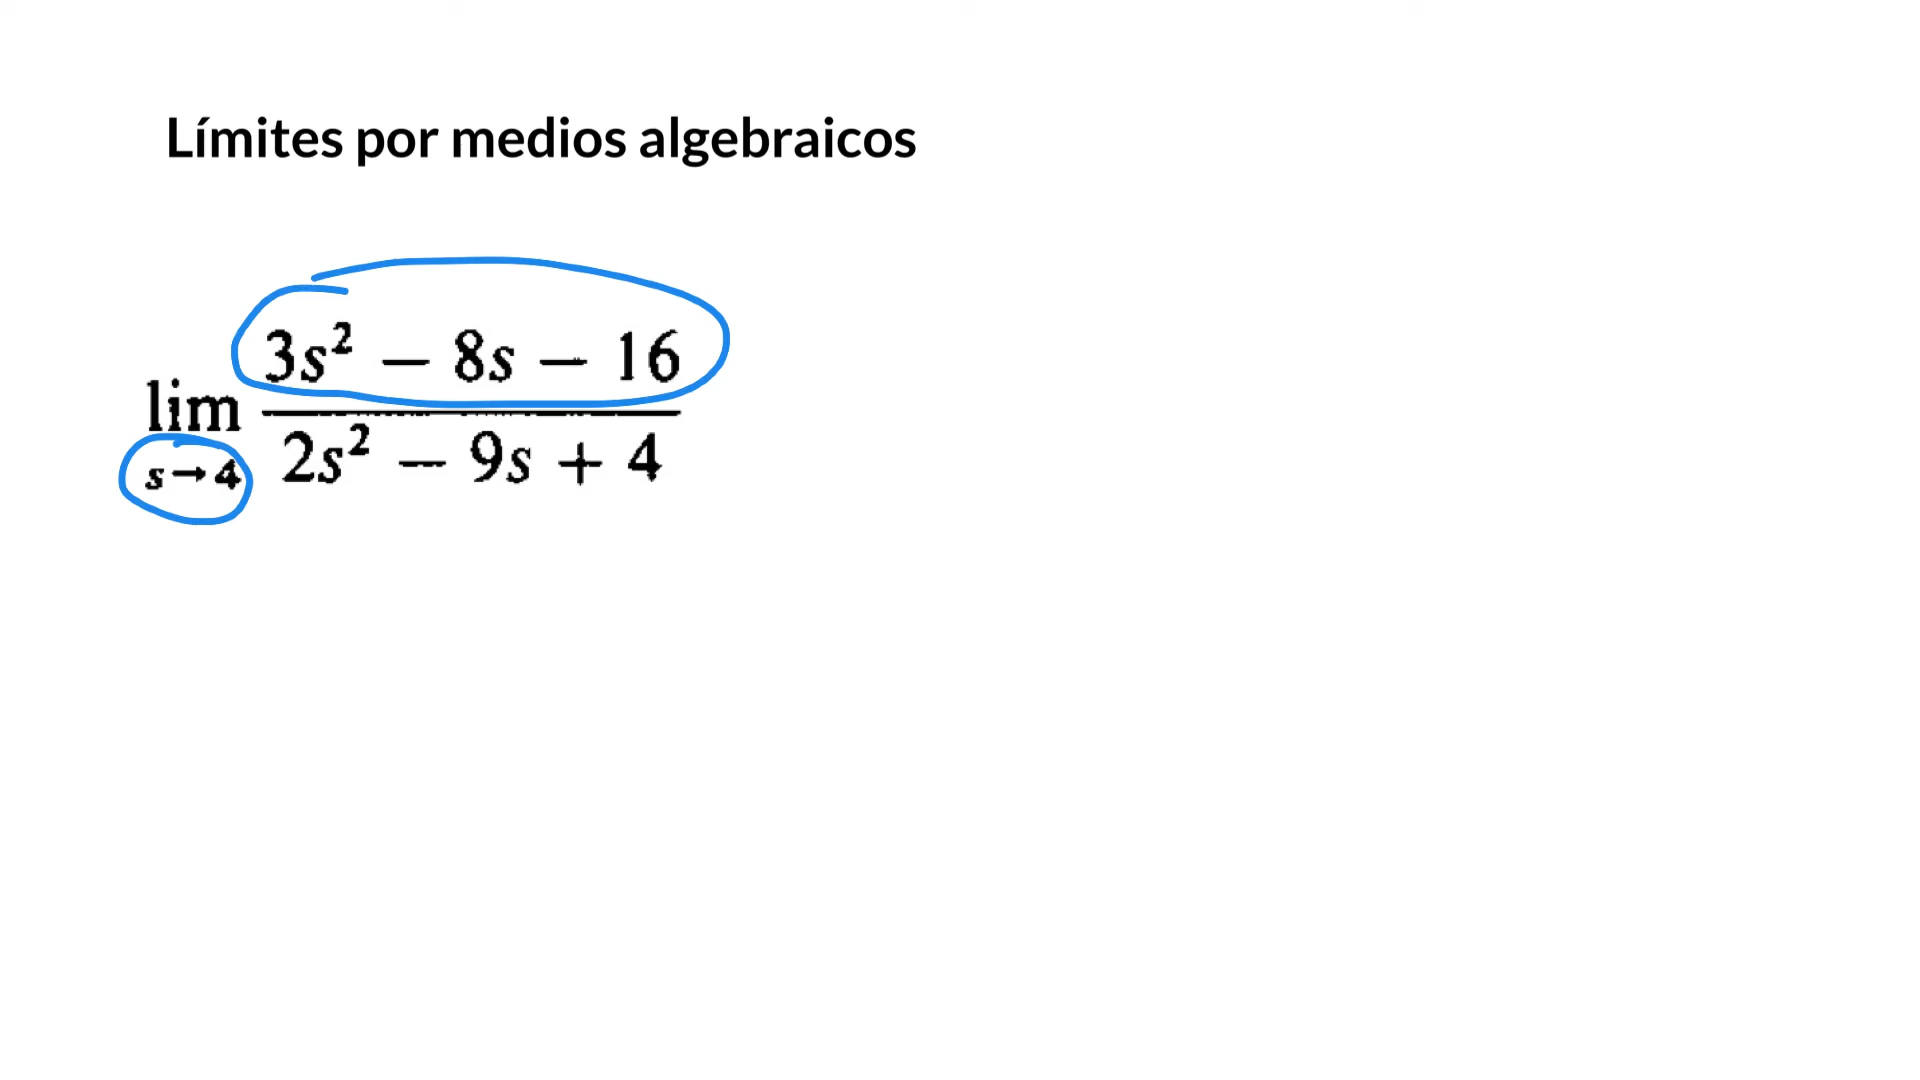 Límites por medios algebraicos
3s² − 8s − 16
lim
2s² − 9s + 4
s→4